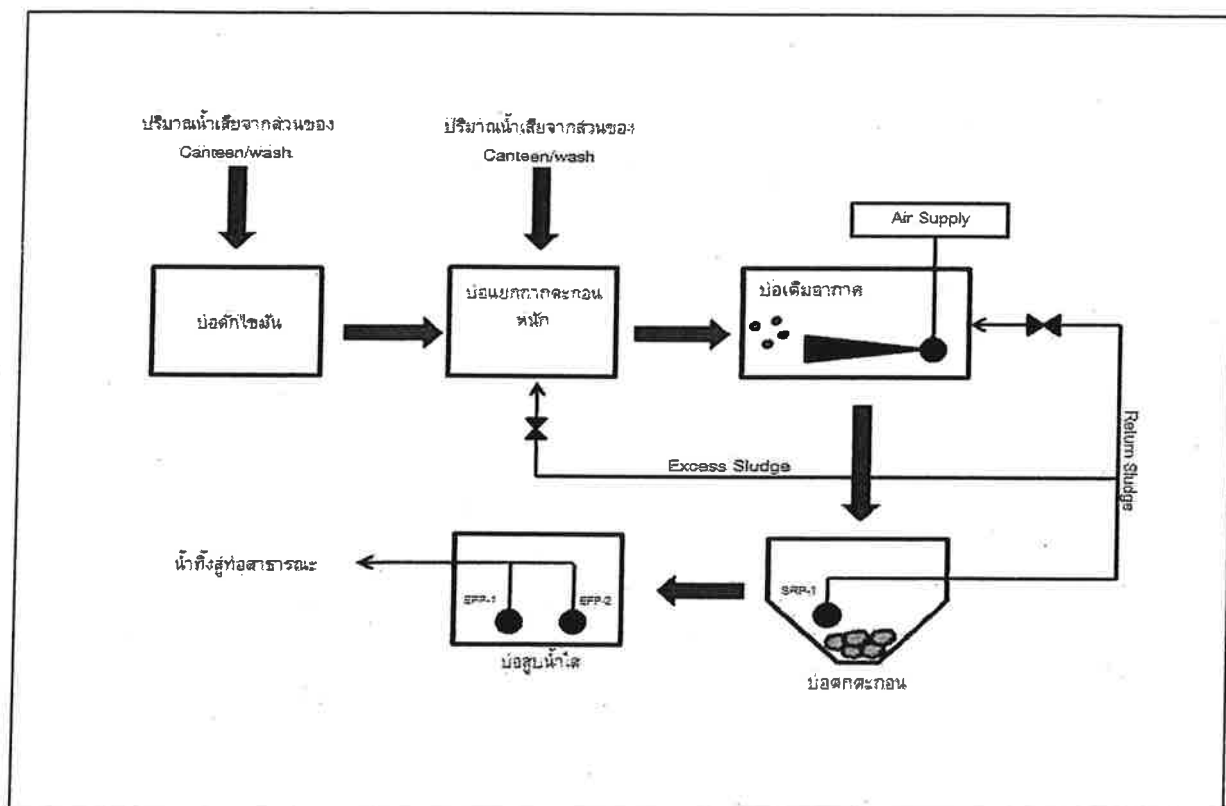 ปริมาณน้ำเสียจากส่วนของ
Canteen/wash
ปริมาณน้ำเสียจากส่วนของ
Canteen/wash
Air Supply
บ่อดักไขมัน
บ่อแยกกากตะกอน
หนัก
บ่อเติมอากาศ
Excess Sludge
Return Sludge
น้ำทิ้งสู่ท่อสาธารณะ
EFP-1
EFP-2
บ่อสูบน้ำใส
SRP-1
บ่อตกตะกอน